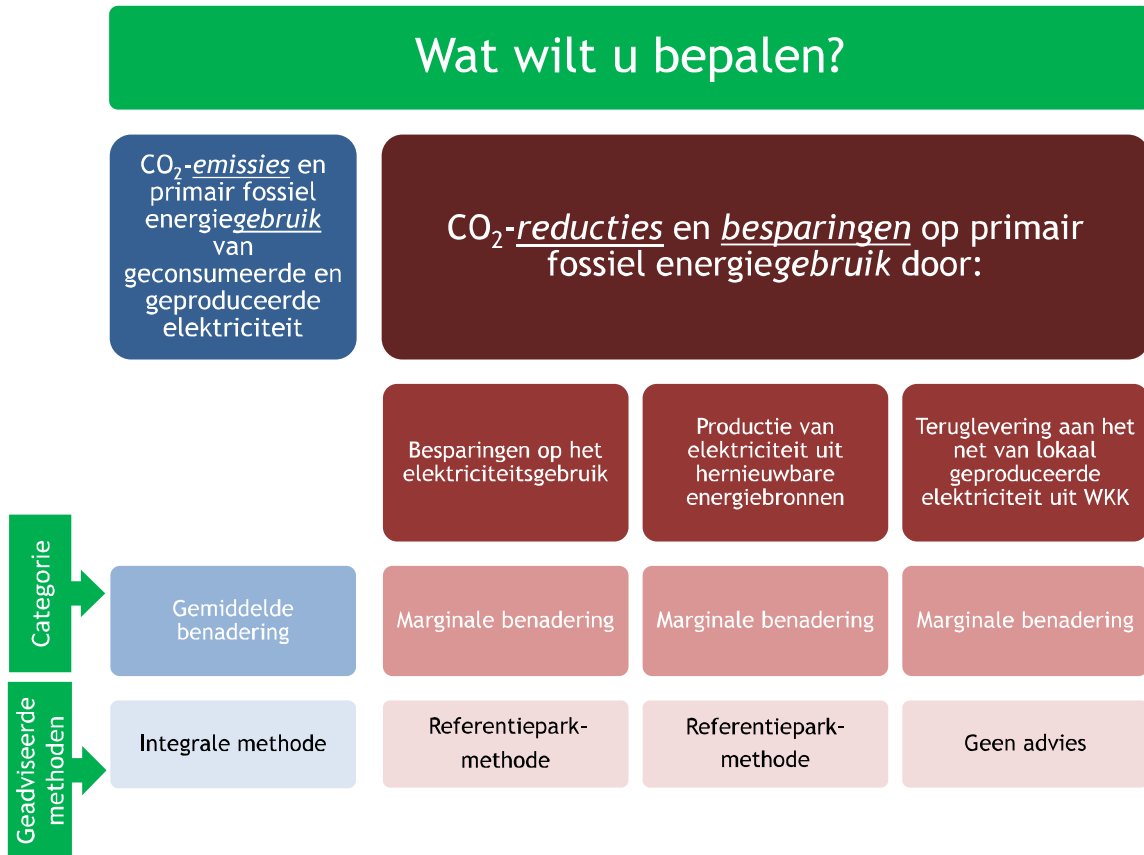 Wat wilt u bepalen?
CO₂-emissies en
primair fossiel
energiegebruik
van
geconsumeerde en
geproduceerde
elektriciteit
CO₂-reducties en besparingen op primair
fossiel energiegebruik door:
Besparingen op het
elektriciteitsgebruik
Productie van
elektriciteit uit
hernieuwbare
energiebronnen
Teruglevering aan het
net van lokaal
geproduceerde
elektriciteit uit WKK
Categorie
Gemiddelde
benadering
Marginale benadering
Marginale benadering
Marginale benadering
Geadviseerde
methoden
Integrale methode
Referentiepark-
methode
Referentiepark-
methode
Geen advies